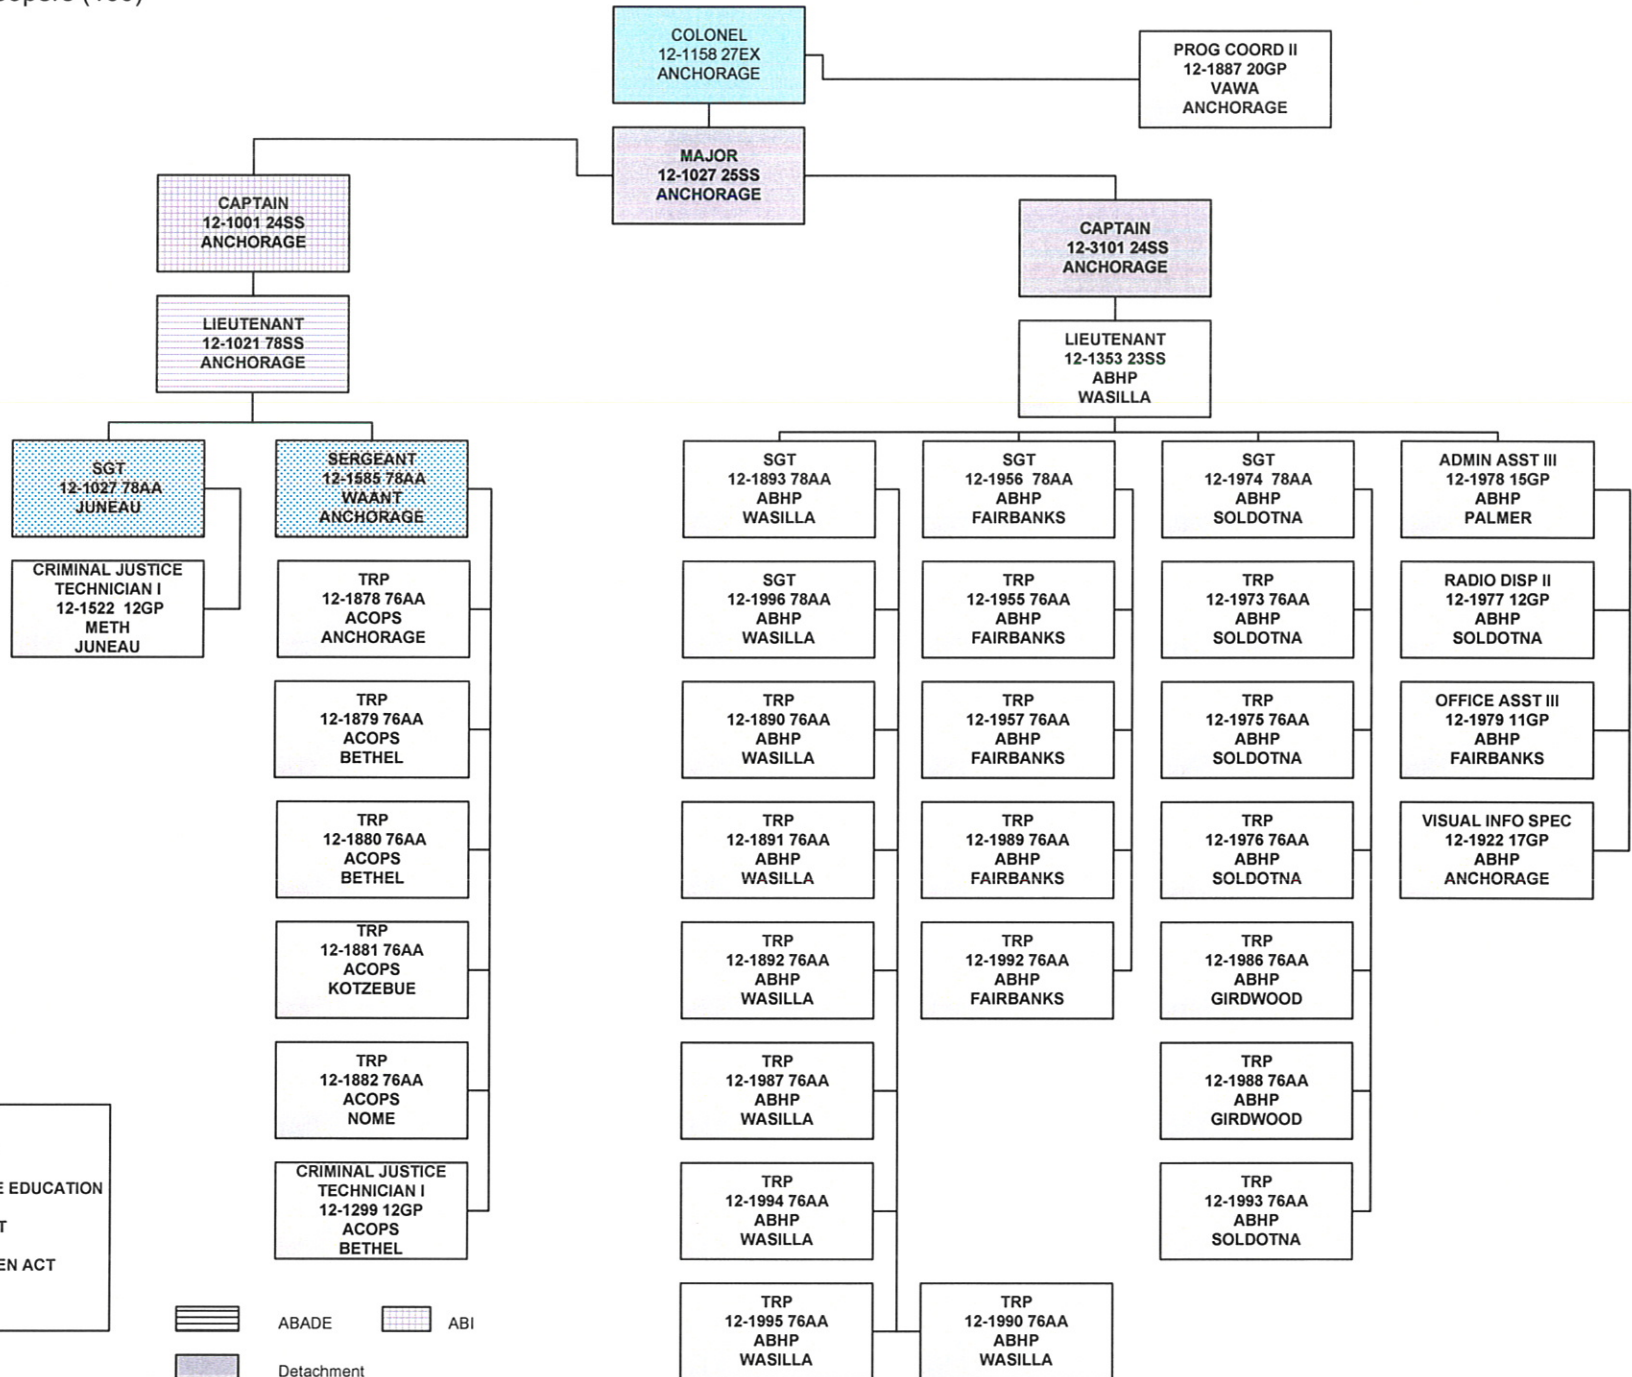 COLONEL
12-1158 27EX
ANCHORAGE
PROG COORD II
12-1887 20GP
VAWA
ANCHORAGE
MAJOR
12-1027 25SS
ANCHORAGE
CAPTAIN
12-1001 24SS
ANCHORAGE
CAPTAIN
12-3101 24SS
ANCHORAGE
LIEUTENANT
12-1021 78SS
ANCHORAGE
LIEUTENANT
12-1353 23SS
ABHP
WASILLA
SGT
12-1027 78AA
JUNEAU
CRIMINAL JUSTICE
TECHNICIAN I
12-1522 12GP
METH
JUNEAU
SERGEANT
12-1585 78AA
WAANT
ANCHORAGE
TRP
12-1878 76AA
ACOPS
ANCHORAGE
TRP
12-1879 76AA
ACOPS
BETHEL
TRP
12-1880 76AA
ACOPS
BETHEL
TRP
12-1881 76AA
ACOPS
KOTZEBUE
TRP
12-1882 76AA
ACOPS
NOME
CRIMINAL JUSTICE
TECHNICIAN I
12-1299 12GP
ACOPS
BETHEL
SGT
12-1893 78AA
ABHP
WASILLA
SGT
12-1996 78AA
ABHP
WASILLA
TRP
12-1890 76AA
ABHP
WASILLA
TRP
12-1891 76AA
ABHP
WASILLA
TRP
12-1892 76AA
ABHP
WASILLA
TRP
12-1987 76AA
ABHP
WASILLA
TRP
12-1994 76AA
ABHP
WASILLA
TRP
12-1995 76AA
ABHP
WASILLA
TRP
12-1990 76AA
ABHP
WASILLA
SGT
12-1956 78AA
ABHP
FAIRBANKS
TRP
12-1955 76AA
ABHP
FAIRBANKS
TRP
12-1957 76AA
ABHP
FAIRBANKS
TRP
12-1989 76AA
ABHP
FAIRBANKS
TRP
12-1992 76AA
ABHP
FAIRBANKS
SGT
12-1974 78AA
ABHP
SOLDOTNA
TRP
12-1973 76AA
ABHP
SOLDOTNA
TRP
12-1975 76AA
ABHP
SOLDOTNA
TRP
12-1976 76AA
ABHP
SOLDOTNA
TRP
12-1986 76AA
ABHP
GIRDWOOD
TRP
12-1988 76AA
ABHP
GIRDWOOD
TRP
12-1993 76AA
ABHP
SOLDOTNA
ADMIN ASST III
12-1978 15GP
ABHP
PALMER
RADIO DISP II
12-1977 12GP
ABHP
SOLDOTNA
OFFICE ASST III
12-1979 11GP
ABHP
FAIRBANKS
VISUAL INFO SPEC
12-1922 17GP
ABHP
ANCHORAGE
EDUCATION
T
EN ACT
ABADE
ABI
Detachment